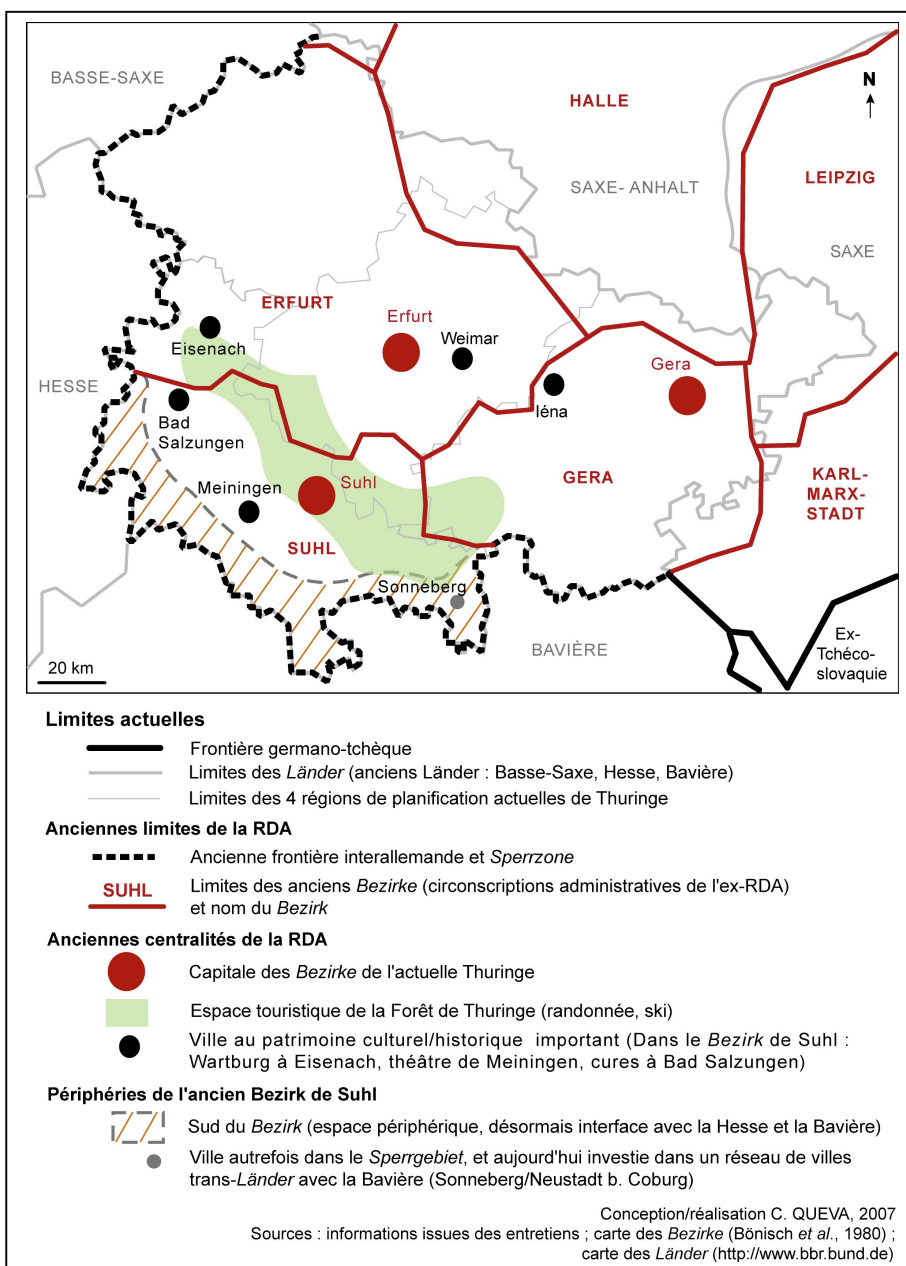 BASSE-SAXE
N
HALLE
SAXE- ANHALT
LEIPZIG
SAXE
ERFURT
Erfurt
Eisenach
Weimar
Gera
HESSE
Iéna
Bad
Salzungen
Meiningen
Suhl
GERA
KARL-
MARX-
STADT
SUHL
Sonneberg
BAVIÈRE
Ex-
Tchéco-
slovaquie
20 km
Limites actuelles
Frontière germano-tchèque
Limites des Länder (anciens Länder : Basse-Saxe, Hesse, Bavière)
Limites des 4 régions de planification actuelles de Thuringe
Anciennes limites de la RDA
Ancienne frontière interallemande et Sperrzone
SUHL
Limites des anciens Bezirke (circonscriptions administratives de l'ex-RDA)
et nom du Bezirk
Anciennes centralités de la RDA
Capitale des Bezirke de l'actuelle Thuringe
Espace touristique de la Forêt de Thuringe (randonnée, ski)
Ville au patrimoine culturel/historique important (Dans le Bezirk de Suhl :
Wartburg à Eisenach, théâtre de Meiningen, cures à Bad Salzungen)
Périphéries de l'ancien Bezirk de Suhl
Sud du Bezirk (espace périphérique, désormais interface avec la Hesse et la Bavière)
Ville autrefois dans le Sperrgebiet, et aujourd'hui investie dans un réseau de villes
trans-Länder avec la Bavière (Sonneberg/Neustadt b. Coburg)
Conception/réalisation C. QUEVA, 2007
Sources : informations issues des entretiens ; carte des Bezirke (Bönisch et al., 1980) ;
carte des Länder (http://www.bbr.bund.de)